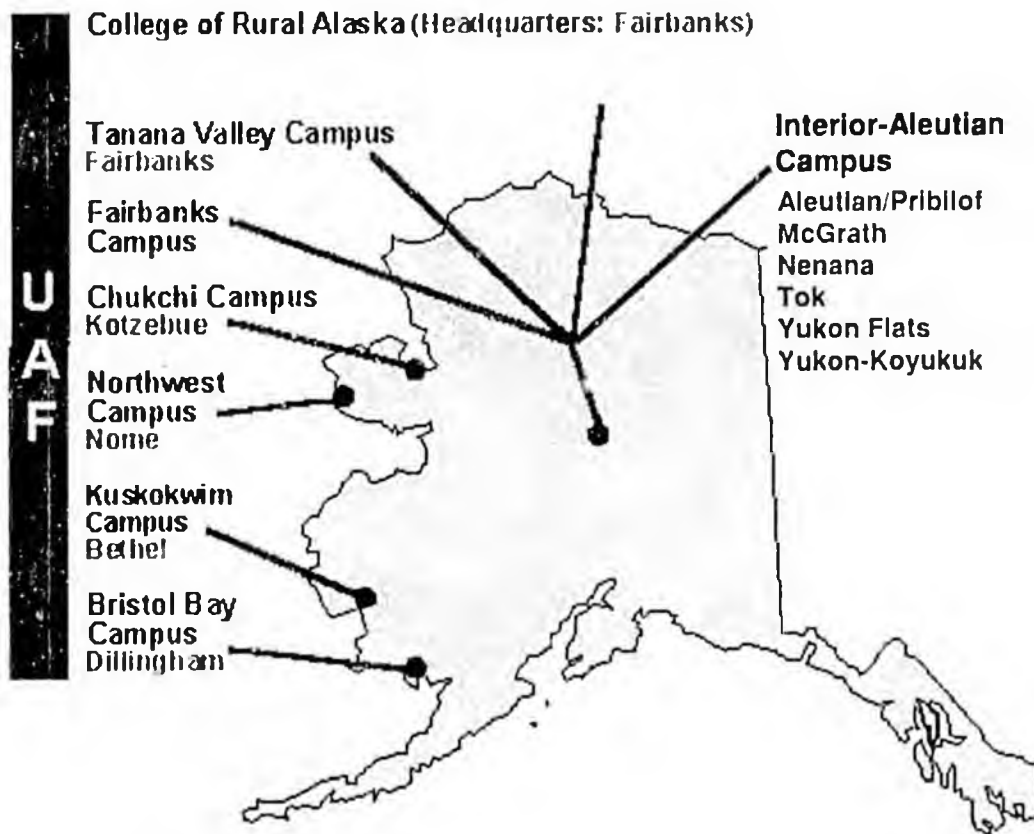 College of Rural Alaska (Headquarters: Fairbanks)
UAF
Tanana Valley Campus
Fairbanks
Fairbanks
Campus
Chukchi Campus
Kotzebue
Northwest
Campus
Nome
Kuskokwim
Campus
Bethel
Bristol Bay
Campus
Dillingham
Interior-Aleutian
Campus
Aleutian/Pribilof
McGrath
Nenana
Tok
Yukon Flats
Yukon-Koyukuk